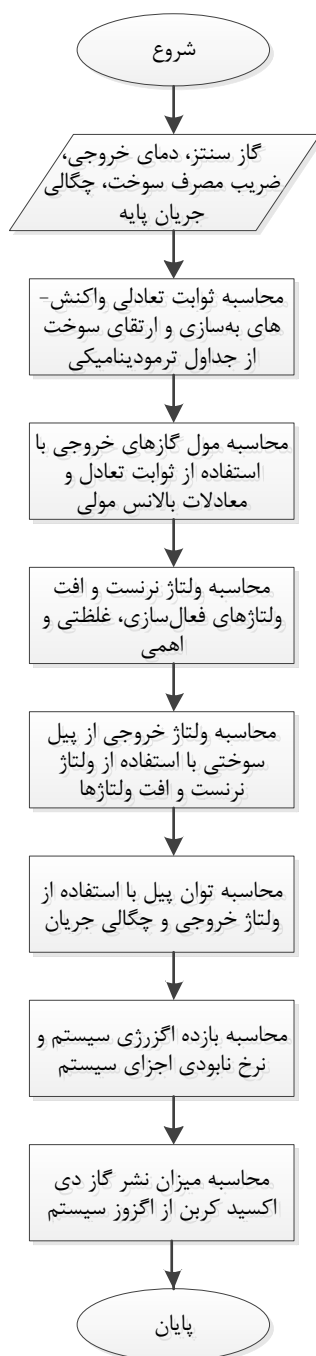 شروع
گاز سنتز، دمای خروجی،
ضریب مصرف سوخت، چگالی
جریان پایه
محاسبه ثوابت تعادلی واکنش-
های به‌سازی و ارتقای سوخت
از جداول ترمودینامیکی
محاسبه مول گازهای خروجی با
استفاده از ثوابت تعادل و
معادلات بالانس مولی
محاسبه ولتاژ نرنست و افت
ولتاژهای فعال‌سازی، غلظتی و
اهمی
محاسبه ولتاژ خروجی از پیل
سوختی با استفاده از ولتاژ
نرنست و افت ولتاژها
محاسبه توان پیل با استفاده از
ولتاژ خروجی و چگالی جریان
محاسبه بازده اگزرژی سیستم و
نرخ نابودی اجزای سیستم
محاسبه میزان نشر گاز دی
اکسید کربن از اگزوز سیستم
پایان